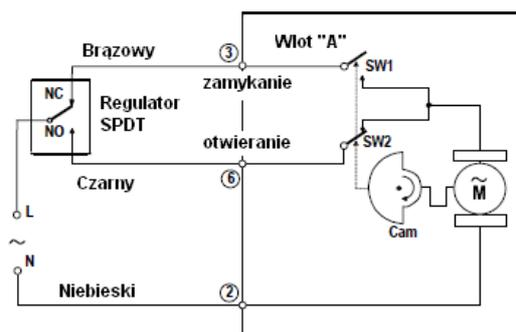 Brązowy
3
Wlot "A"
SW1
zamykanie
NC
NO
Regulator
SPDT
otwieranie
SW2
Czarny
6
L
~
N
Cam
~
M
Niebieski
2